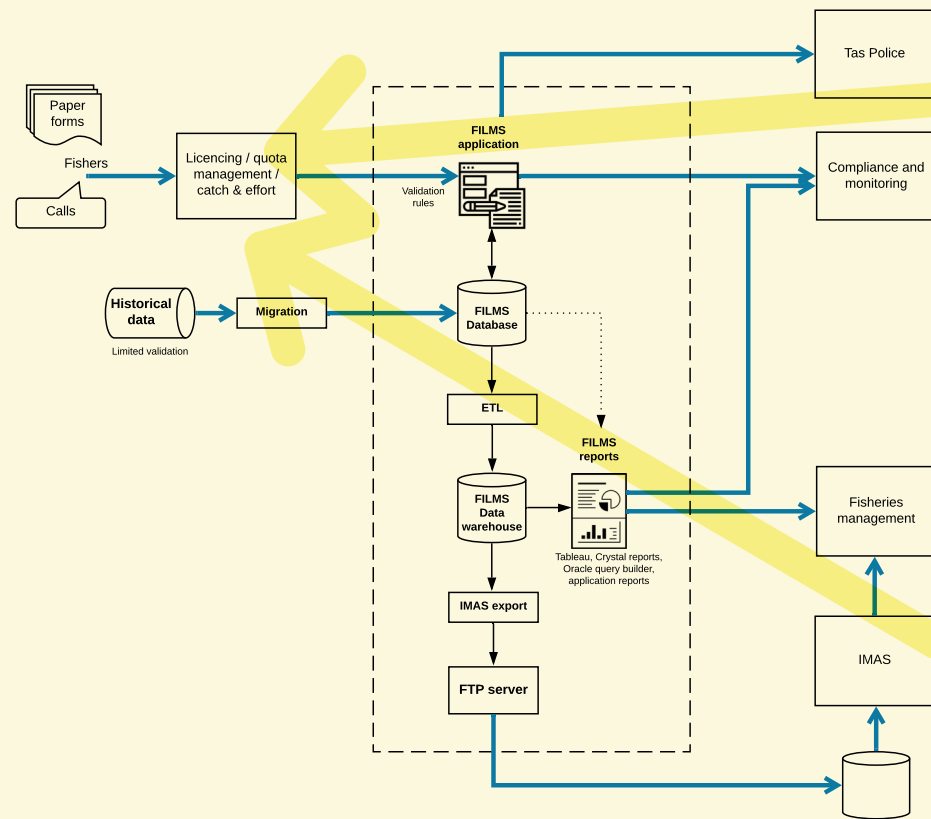 Tas Police
Paper
forms
FILMS
application
Fishers
Licencing / quota
management /
catch & effort
Validation
rules
Compliance and
monitoring
Calls
Historical
data
Migration
FILMS
Database
Limited validation
ETL
FILMS
reports
FILMS
Data
warehouse
Fisheries
management
Tableau, Crystal reports,
Oracle query builder,
application reports
IMAS export
IMAS
FTP server